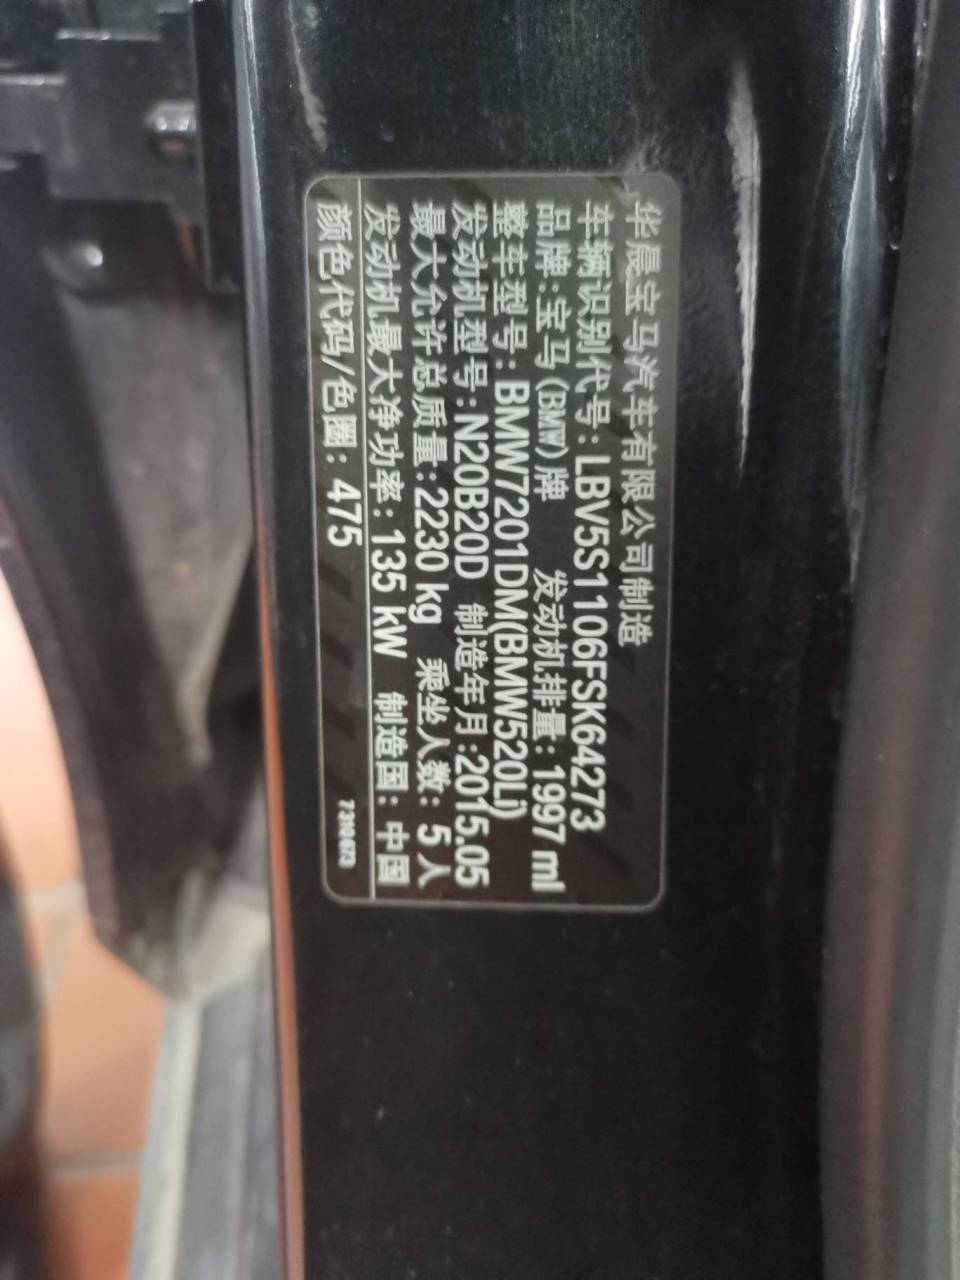 华晨宝马汽车有限公司制造
车辆识别代号:LBV5S1106FSK64273
品牌:宝马(BMW)牌 发动机排量:1997 ml
整车型号:BMW7201DM(BMW520Li)
发动机型号:N20B20D 制造年月:2015.05
最大允许总质量:2230 kg 乘坐人数:5人
发动机最大净功率:135 kW 制造国:中国
颜色代码/色圈:475
7310673